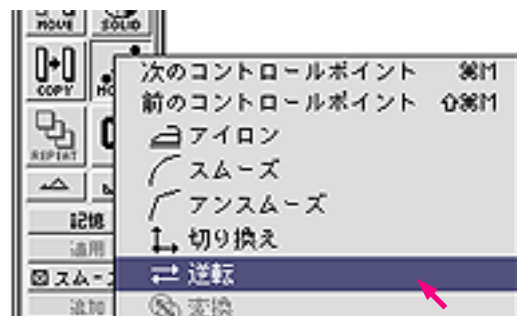 MOVE
SOLID
COPY
REPEAT
記憶
適用
スムーズ
追加
次のコントロールポイント ⌘M
前のコントロールポイント ⇧⌘M
アイロン
スムーズ
アンスムーズ
切り換え
逆転
変換